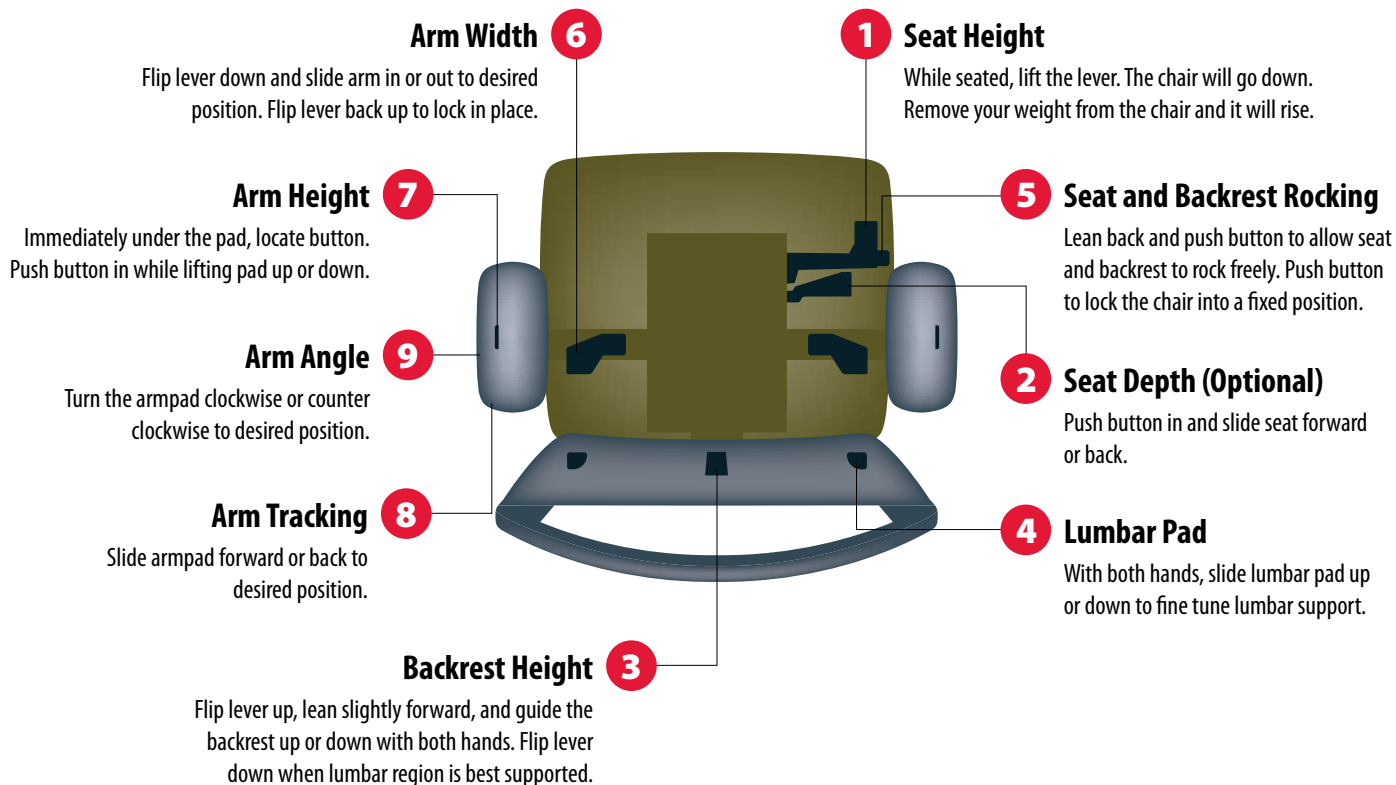 Arm Width 6
Flip lever down and slide arm in or out to desired
position. Flip lever back up to lock in place.
1 Seat Height
While seated, lift the lever. The chair will go down.
Remove your weight from the chair and it will rise.
Arm Height 7
Immediately under the pad, locate button.
Push button in while lifting pad up or down.
5 Seat and Backrest Rocking
Lean back and push button to allow seat
and backrest to rock freely. Push button
to lock the chair into a fixed position.
Arm Angle 9
Turn the armpad clockwise or counter
clockwise to desired position.
2 Seat Depth (Optional)
Push button in and slide seat forward
or back.
Arm Tracking 8
Slide armpad forward or back to
desired position.
4 Lumbar Pad
With both hands, slide lumbar pad up
or down to fine tune lumbar support.
Backrest Height 3
Flip lever up, lean slightly forward, and guide the
backrest up or down with both hands. Flip lever
down when lumbar region is best supported.